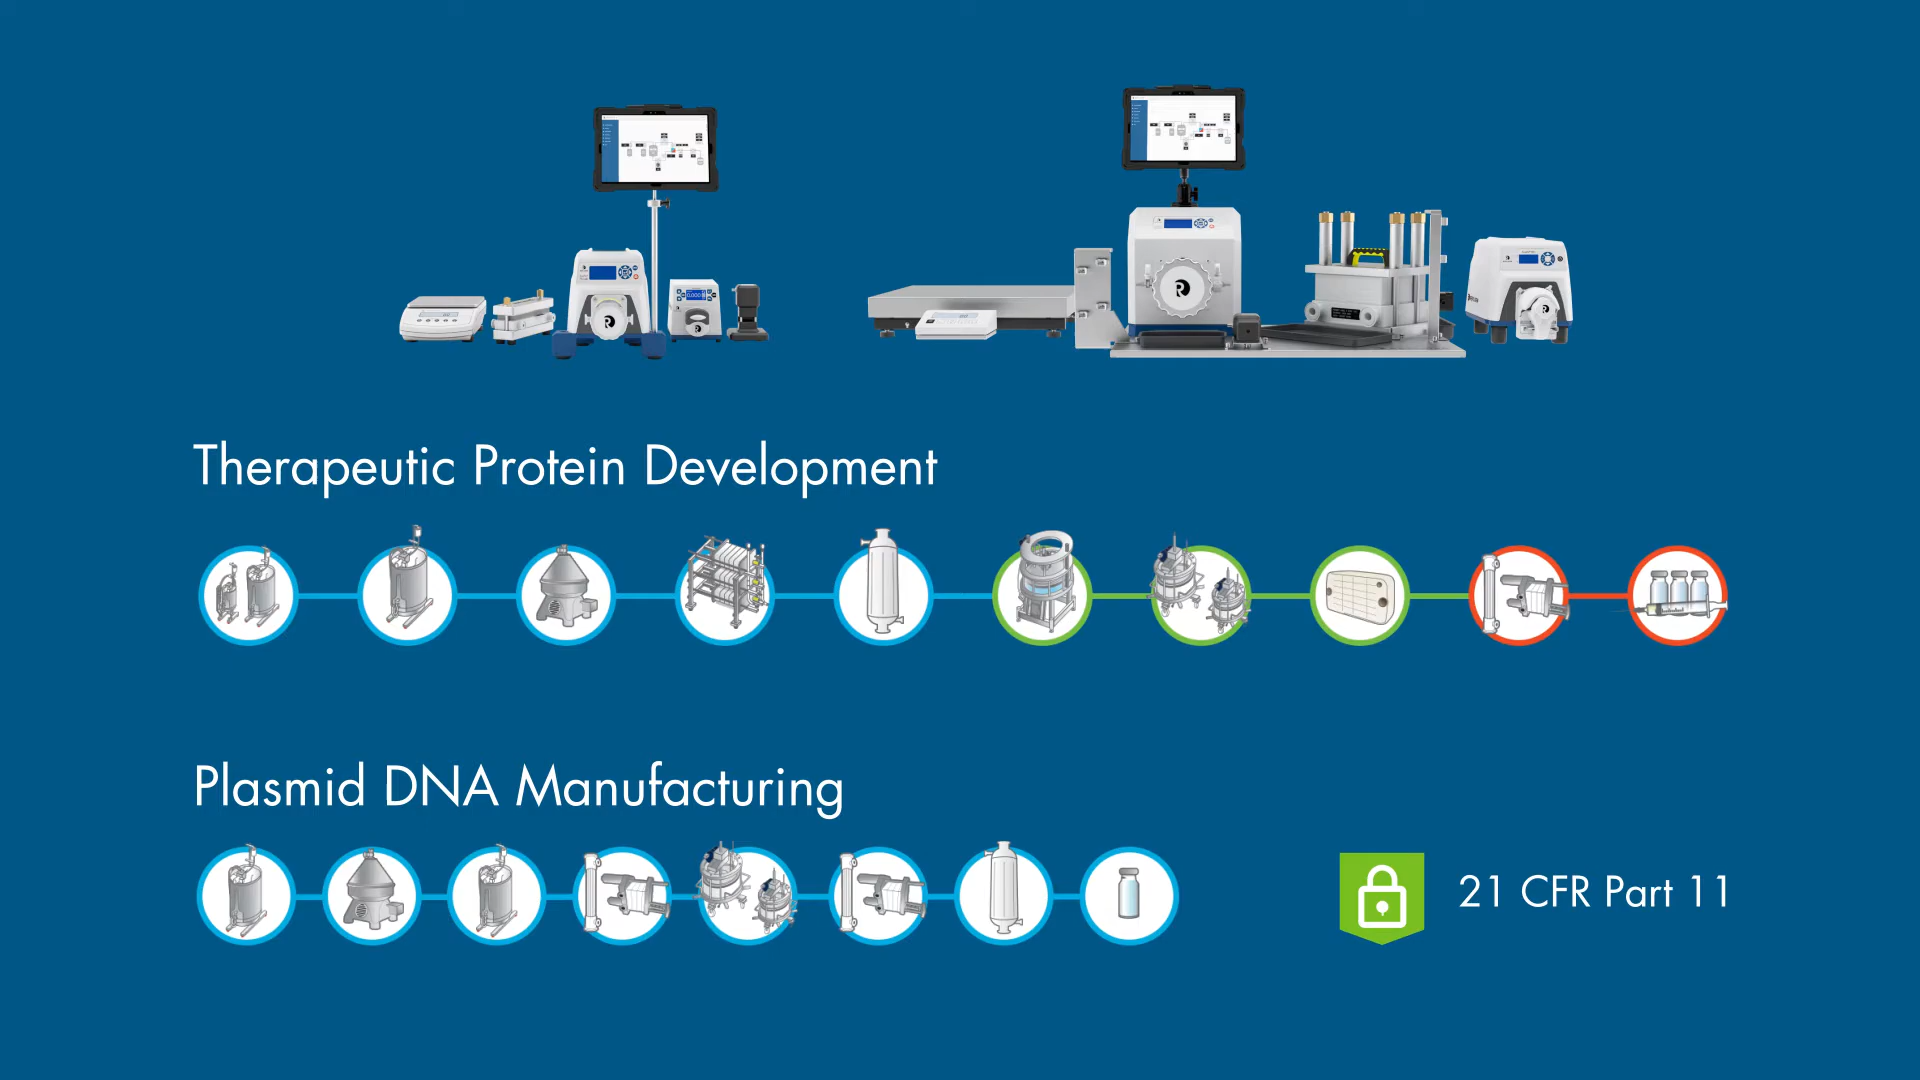 Therapeutic Protein Development
Plasmid DNA Manufacturing
21 CFR Part 11